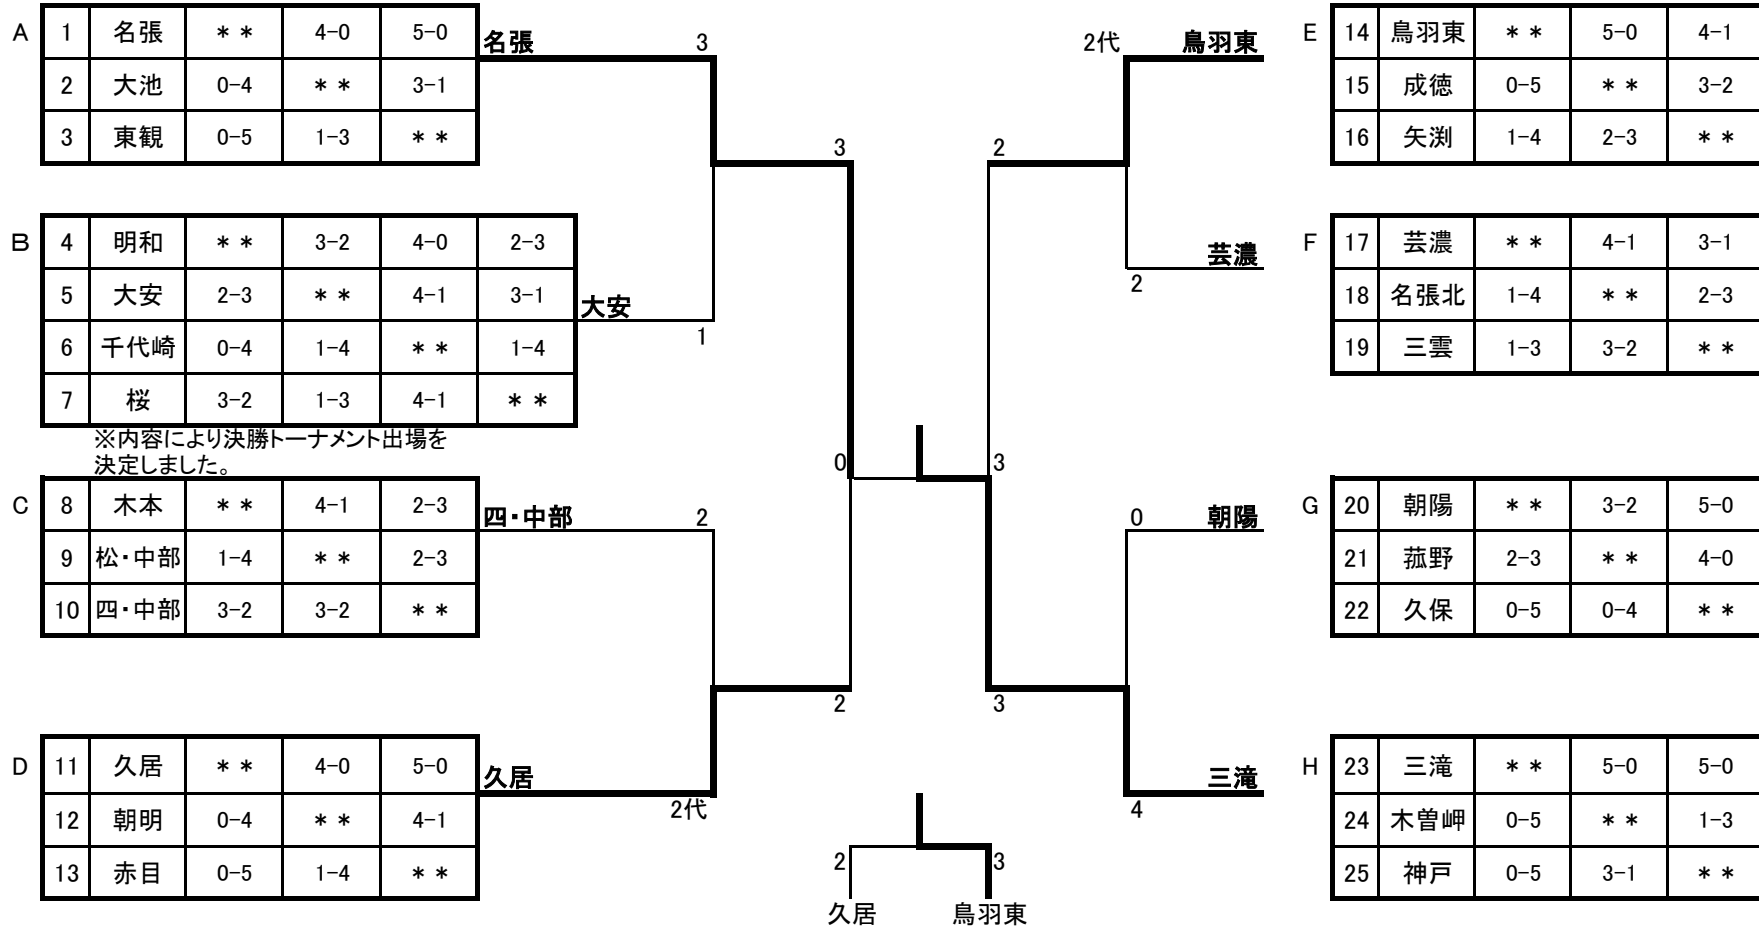 A 1 名張 ** 4-0 5-0
2 大池 0-4 ** 3-1
3 東観 0-5 1-3 **
名張 3
3
B 4 明和 ** 3-2 4-0 2-3
5 大安 2-3 ** 4-1 3-1
6 千代崎 0-4 1-4 ** 1-4
7 桜 3-2 1-3 4-1 **
大安
1
※内容により決勝トーナメント出場を
決定しました。
0
C 8 木本 ** 4-1 2-3
9 松・中部 1-4 ** 2-3
10 四・中部 3-2 3-2 **
四・中部 2
2
D 11 久居 ** 4-0 5-0
12 朝明 0-4 ** 4-1
13 赤目 0-5 1-4 **
久居
2代
2代 鳥羽東
2
E 14 鳥羽東 ** 5-0 4-1
15 成徳 0-5 ** 3-2
16 矢渕 1-4 2-3 **
芸濃
2
F 17 芸濃 ** 4-1 3-1
18 名張北 1-4 ** 2-3
19 三雲 1-3 3-2 **
3
0 朝陽
G 20 朝陽 ** 3-2 5-0
21 菰野 2-3 ** 4-0
22 久保 0-5 0-4 **
3
三滝
4
H 23 三滝 ** 5-0 5-0
24 木曽岬 0-5 ** 1-3
25 神戸 0-5 3-1 **
2 3
久居 鳥羽東